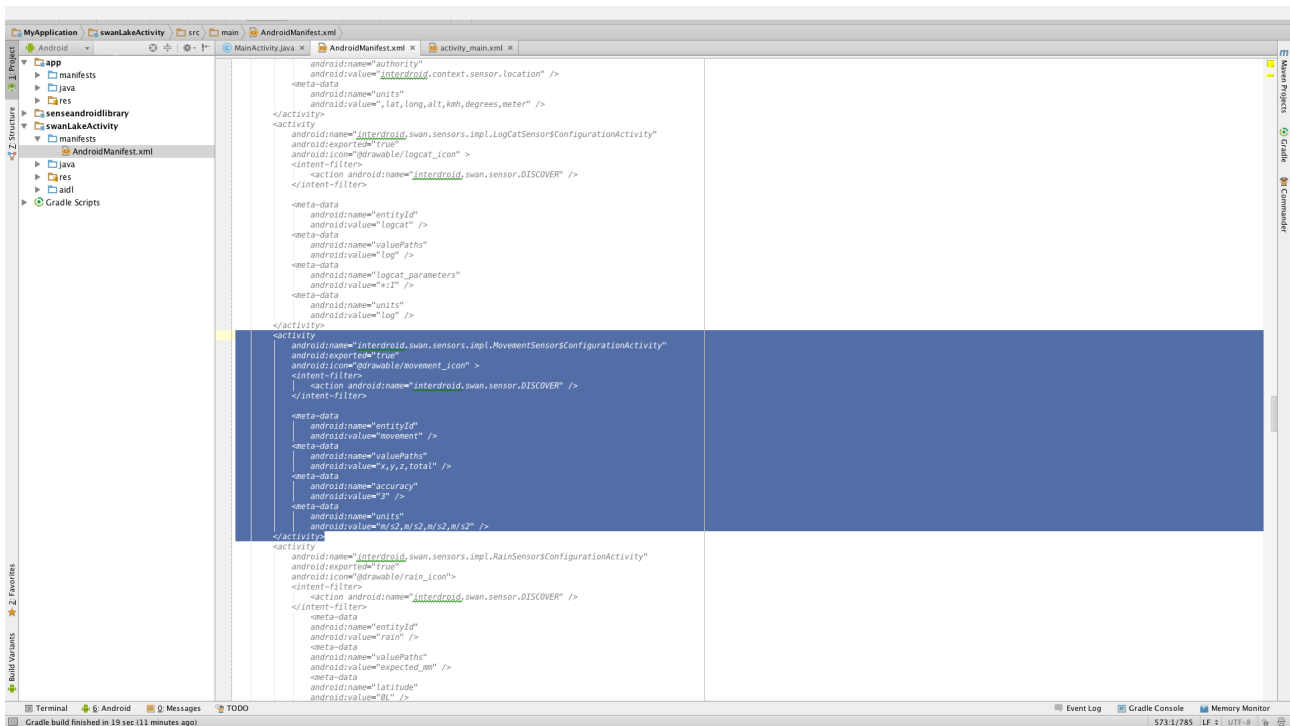 MyApplication swanLakeActivity src main AndroidManifest.xml
Android
MainActivity.java × AndroidManifest.xml × activity_main.xml ×
1: Project
Z: Structure
2: Favorites
Build Variants
app
manifests
java
res
senseandroidlibrary
swanLakeActivity
manifests
AndroidManifest.xml
java
res
aidl
Gradle Scripts
android:name="authority"
android:value="interdroid.context.sensor.location" />
<meta-data
android:name="units"
android:value=",lat,long,alt,kmh,degrees,meter" />
</activity>
<activity
android:name="interdroid.swan.sensors.impl.LogCatSensor$ConfigurationActivity"
android:exported="true"
android:icon="@drawable/logcat_icon" >
<intent-filter>
<action android:name="interdroid.swan.sensor.DISCOVER" />
</intent-filter>
<meta-data
android:name="entityId"
android:value="logcat" />
<meta-data
android:name="valuePaths"
android:value="log" />
<meta-data
android:name="logcat_parameters"
android:value="*:I" />
<meta-data
android:name="units"
android:value="log" />
</activity>
<activity
android:name="interdroid.swan.sensors.impl.MovementSensor$ConfigurationActivity"
android:exported="true"
android:icon="@drawable/movement_icon" >
<intent-filter>
<action android:name="interdroid.swan.sensor.DISCOVER" />
</intent-filter>
<meta-data
android:name="entityId"
android:value="movement" />
<meta-data
android:name="valuePaths"
android:value="x,y,z,total" />
<meta-data
android:name="accuracy"
android:value="3" />
<meta-data
android:name="units"
android:value="m/s2,m/s2,m/s2,m/s2" />
</activity>
<activity
android:name="interdroid.swan.sensors.impl.RainSensor$ConfigurationActivity"
android:exported="true"
android:icon="@drawable/rain_icon">
<intent-filter>
<action android:name="interdroid.swan.sensor.DISCOVER" />
</intent-filter>
<meta-data
android:name="entityId"
android:value="rain" />
<meta-data
android:name="valuePaths"
android:value="expected_mm" />
<meta-data
android:name="latitude"
android:value="0L" />
m Maven Projects
Gradle
Commander
Terminal 6: Android 0: Messages TODO Event Log Gradle Console Memory Monitor
Gradle build finished in 19 sec (11 minutes ago) 573:1/785 LF UTF-8